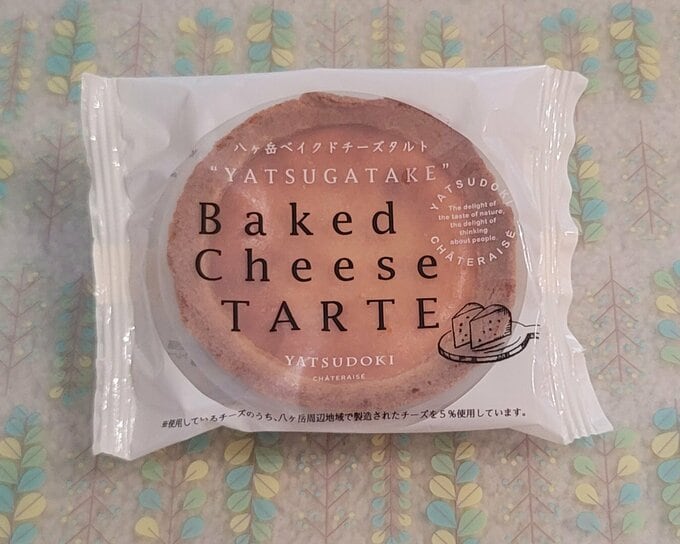 八ヶ岳ベイクドチーズタルト
"YATSUGATAKE"
Baked
Cheese
TARTE
YATSUDOKI
CHÂTERAISÉ
YATSUDOKI
The delight of
the taste of nature,
the delight of
thinking
about people.
CHÂTERAISÉ
※使用しているチーズのうち、八ヶ岳周辺地域で製造されたチーズを5%使用しています。